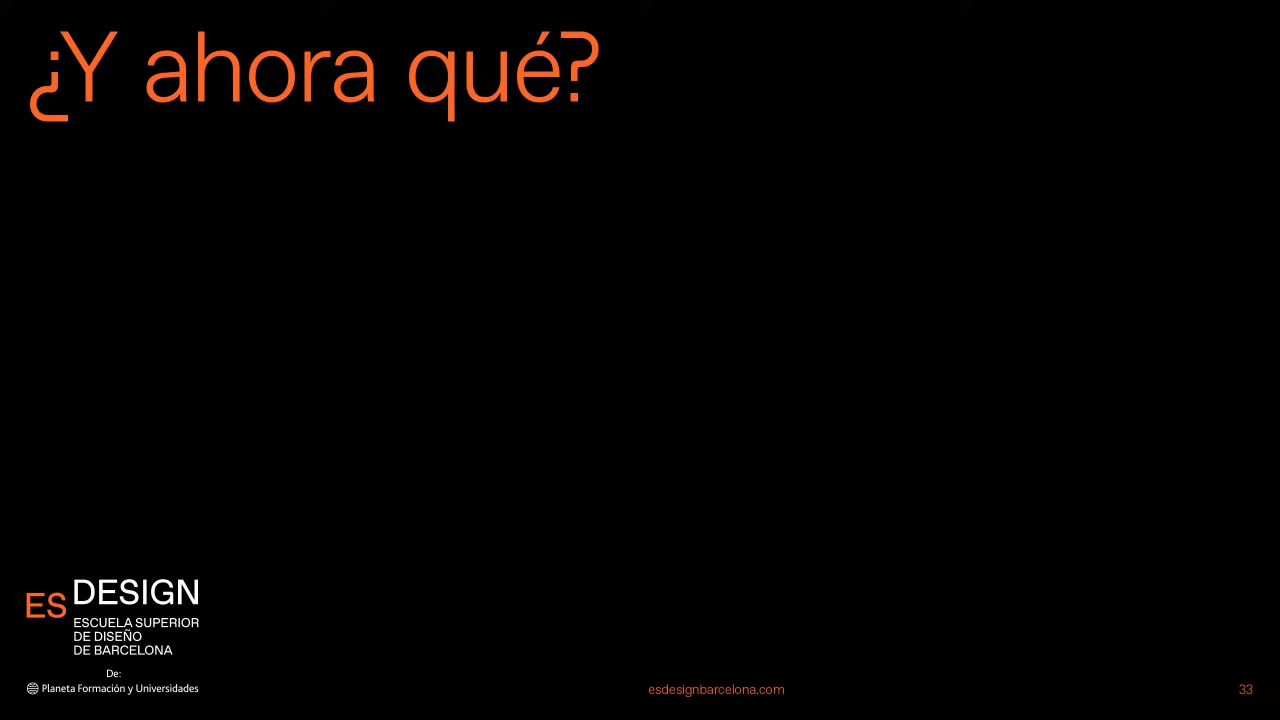 ¿Y ahora qué?
ES DESIGN
ESCUELA SUPERIOR
DE DISEÑO
DE BARCELONA
De:
Planeta Formación y Universidades
esdesignbarcelona.com
33